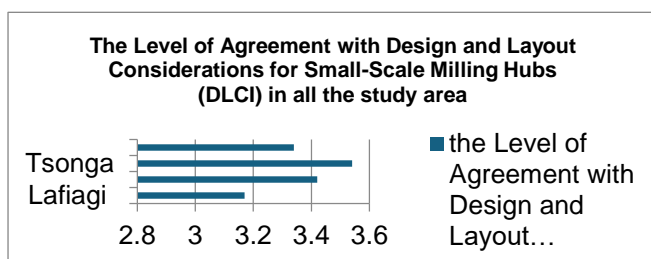 The Level of Agreement with Design and Layout
Considerations for Small-Scale Milling Hubs
(DLCI) in all the study area
Tsonga
Lafiagi
2.8 3 3.2 3.4 3.6
the Level of
Agreement with
Design and
Layout…